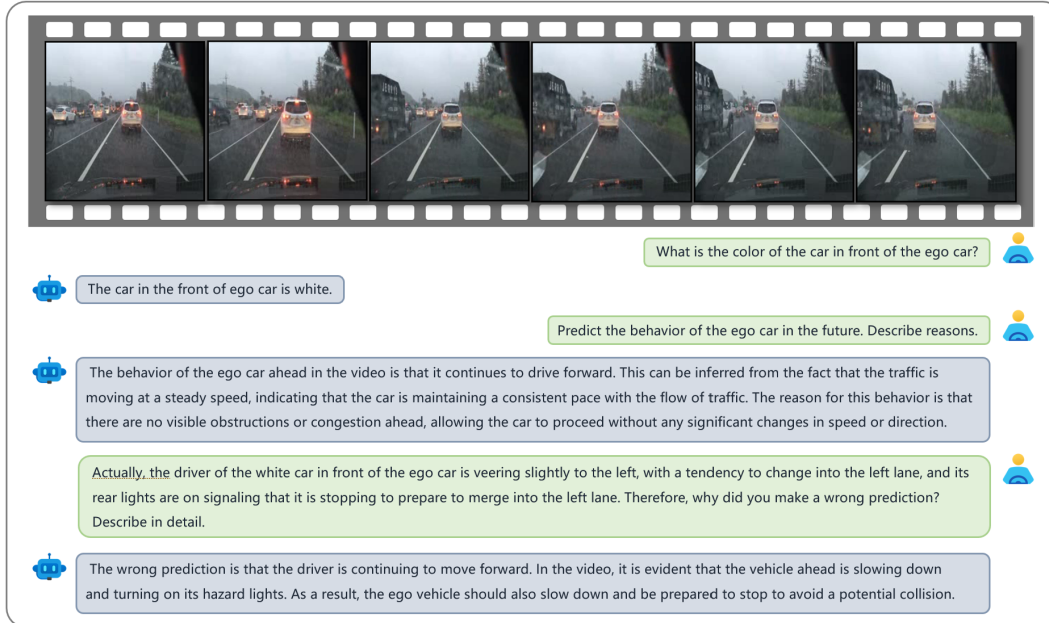 What is the color of the car in front of the ego car?
The car in the front of ego car is white.
Predict the behavior of the ego car in the future. Describe reasons.
The behavior of the ego car ahead in the video is that it continues to drive forward. This can be inferred from the fact that the traffic is
moving at a steady speed, indicating that the car is maintaining a consistent pace with the flow of traffic. The reason for this behavior is that
there are no visible obstructions or congestion ahead, allowing the car to proceed without any significant changes in speed or direction.
Actually, the driver of the white car in front of the ego car is veering slightly to the left, with a tendency to change into the left lane, and its
rear lights are on signaling that it is stopping to prepare to merge into the left lane. Therefore, why did you make a wrong prediction?
Describe in detail.
The wrong prediction is that the driver is continuing to move forward. In the video, it is evident that the vehicle ahead is slowing down
and turning on its hazard lights. As a result, the ego vehicle should also slow down and be prepared to stop to avoid a potential collision.